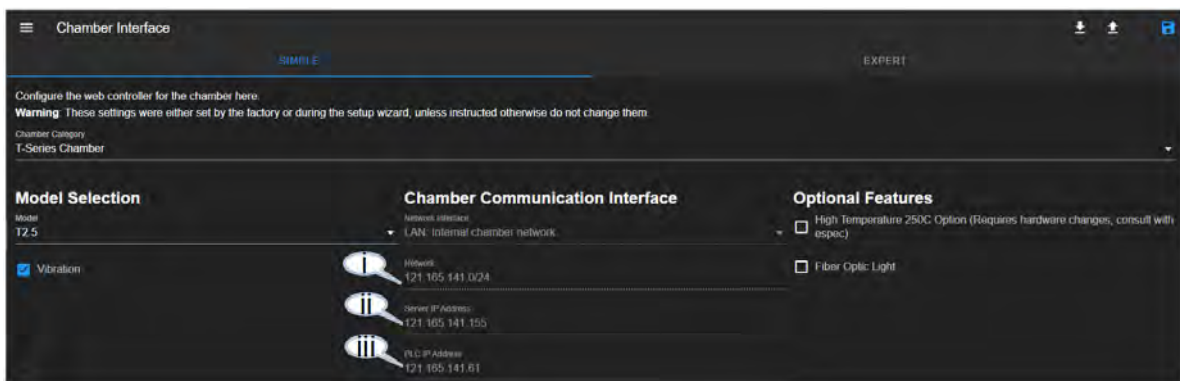 Chamber Interface
SIMPLE
EXPERT
Configure the web controller for the chamber here.
Warning: These settings were either set by the factory or during the setup wizard, unless instructed otherwise do not change them
Chamber Category
T-Series Chamber
Model Selection
Model
T2.5
Vibration
Chamber Communication Interface
Network Interface
LAN: Internal chamber network
i
Network
121.165.141.0/24
ii
Server IP Address
121.165.141.155
iii
PLC IP Address
121.165.141.61
Optional Features
High Temperature 250C Option (Requires hardware changes, consult with
espec)
Fiber Optic Light